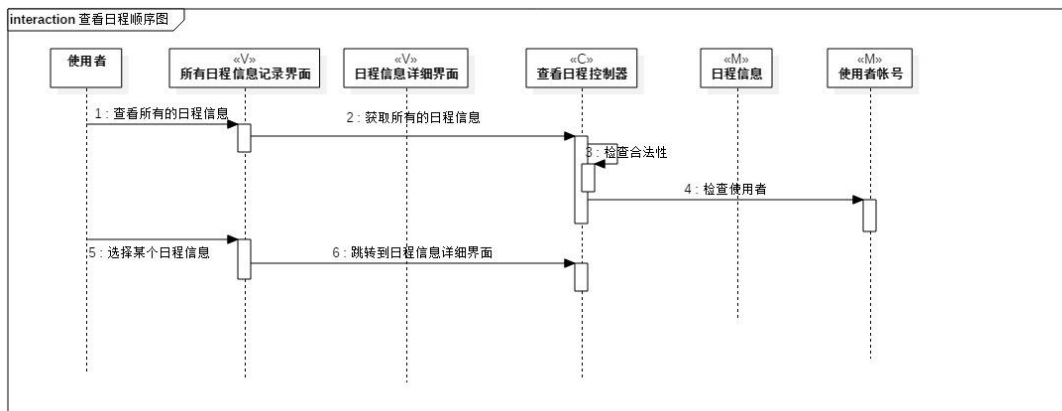 interaction 查看日程顺序图
使用者
«V»
所有日程信息记录界面
«V»
日程信息详细界面
«C»
查看日程控制器
«M»
日程信息
«M»
使用者帐号
1 : 查看所有的日程信息
2 : 获取所有的日程信息
3 : 检查合法性
4 : 检查使用者
5 : 选择某个日程信息
6 : 跳转到日程信息详细界面